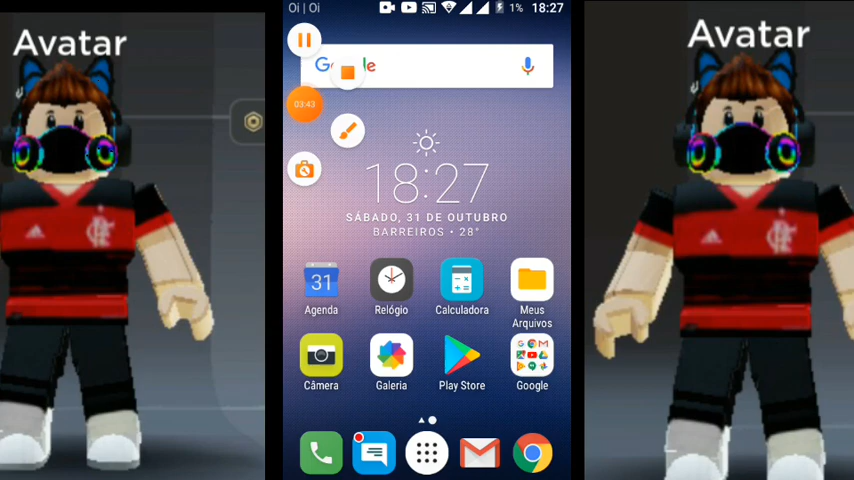 Avatar
Oi | Oi
1% 18:27
Google
03:43
18:27
SÁBADO, 31 DE OUTUBRO
BARREIROS • 28°
31
Agenda Relógio Calculadora Meus
Arquivos
Câmera Galeria Play Store Google
Avatar